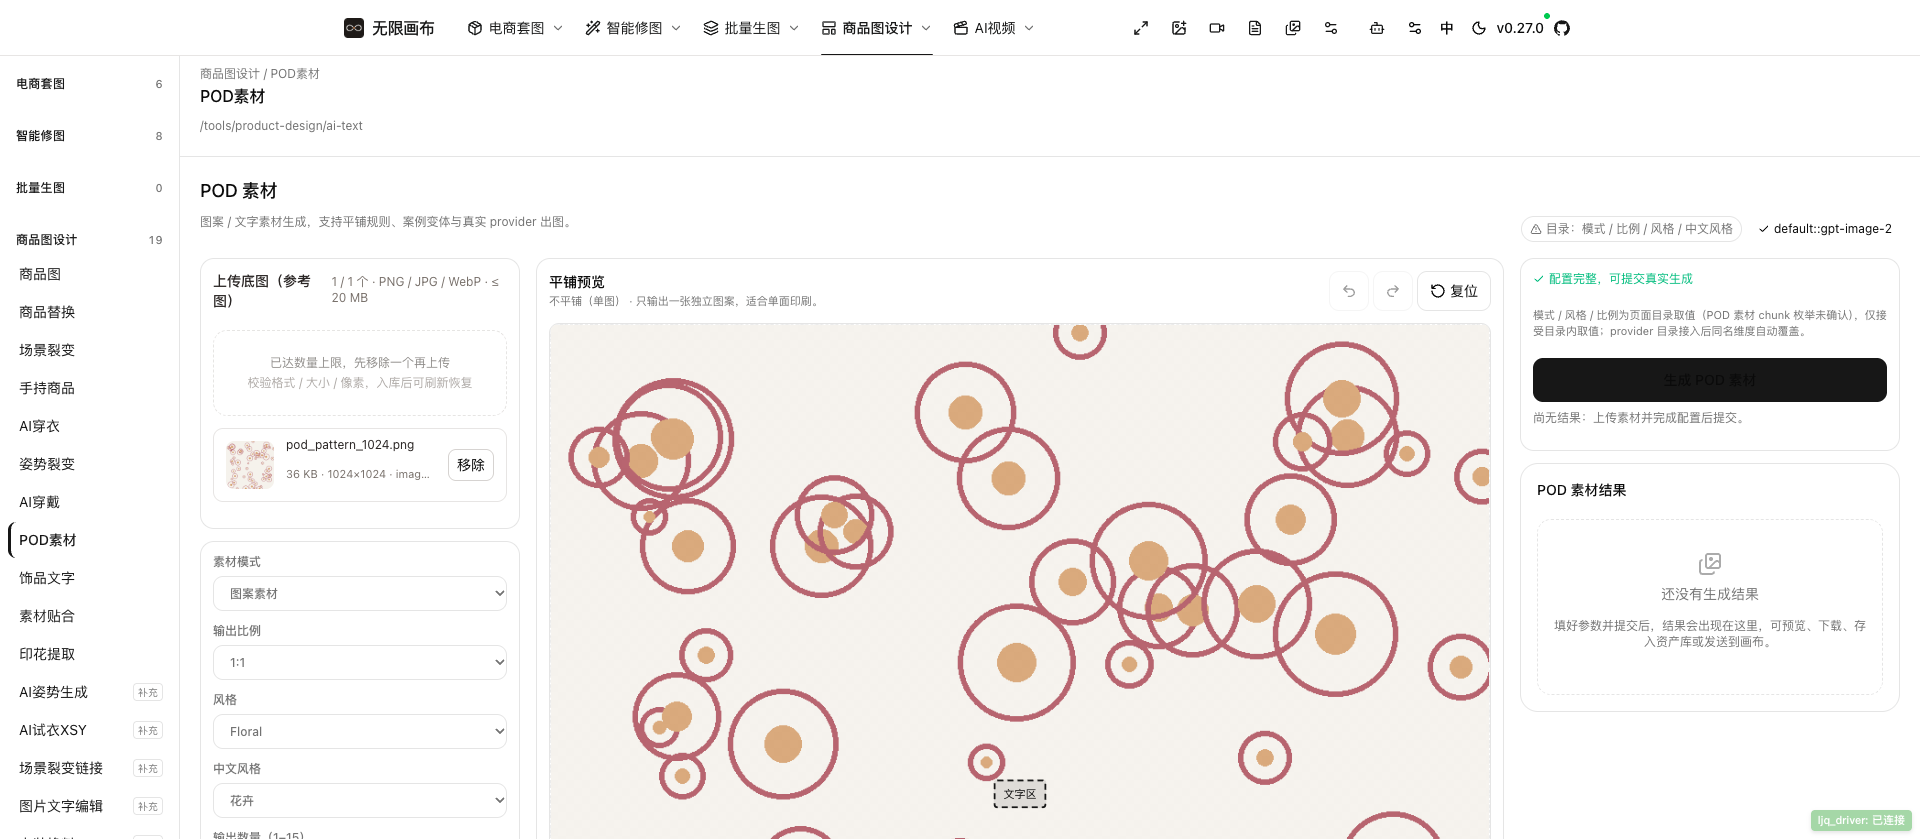 无限画布
电商套图
智能修图
批量生图
商品图设计
AI视频
中
v0.27.0
电商套图 6
智能修图 8
批量生图 0
商品图设计 19
商品图
商品替换
场景裂变
手持商品
AI穿衣
姿势裂变
AI穿戴
POD素材
饰品文字
素材贴合
印花提取
AI姿势生成 补充
AI试衣XSY 补充
场景裂变链接 补充
图片文字编辑 补充
商品图设计 / POD素材
POD素材
/tools/product-design/ai-text
POD 素材
图案 / 文字素材生成，支持平铺规则、案例变体与真实 provider 出图。
目录：模式 / 比例 / 风格 / 中文风格
default::gpt-image-2
上传底图（参考图）
1 / 1 个 · PNG / JPG / WebP · ≤
20 MB
已达数量上限，先移除一个再上传
校验格式 / 大小 / 像素，入库后可刷新恢复
pod_pattern_1024.png
36 KB · 1024×1024 · imag...
移除
素材模式
图案素材
输出比例
1:1
风格
Floral
中文风格
花卉
输出数量（1–15）
平铺预览
不平铺（单图） · 只输出一张独立图案，适合单面印刷。
复位
文字区
配置完整，可提交真实生成
模式 / 风格 / 比例为页面目录取值（POD 素材 chunk 枚举未确认），仅接
受目录内取值；provider 目录接入后同名维度自动覆盖。
生成 POD 素材
尚无结果：上传素材并完成配置后提交。
POD 素材结果
还没有生成结果
填好参数并提交后，结果会出现在这里，可预览、下载、存
入资产库或发送到画布。
ljq_driver: 已连接